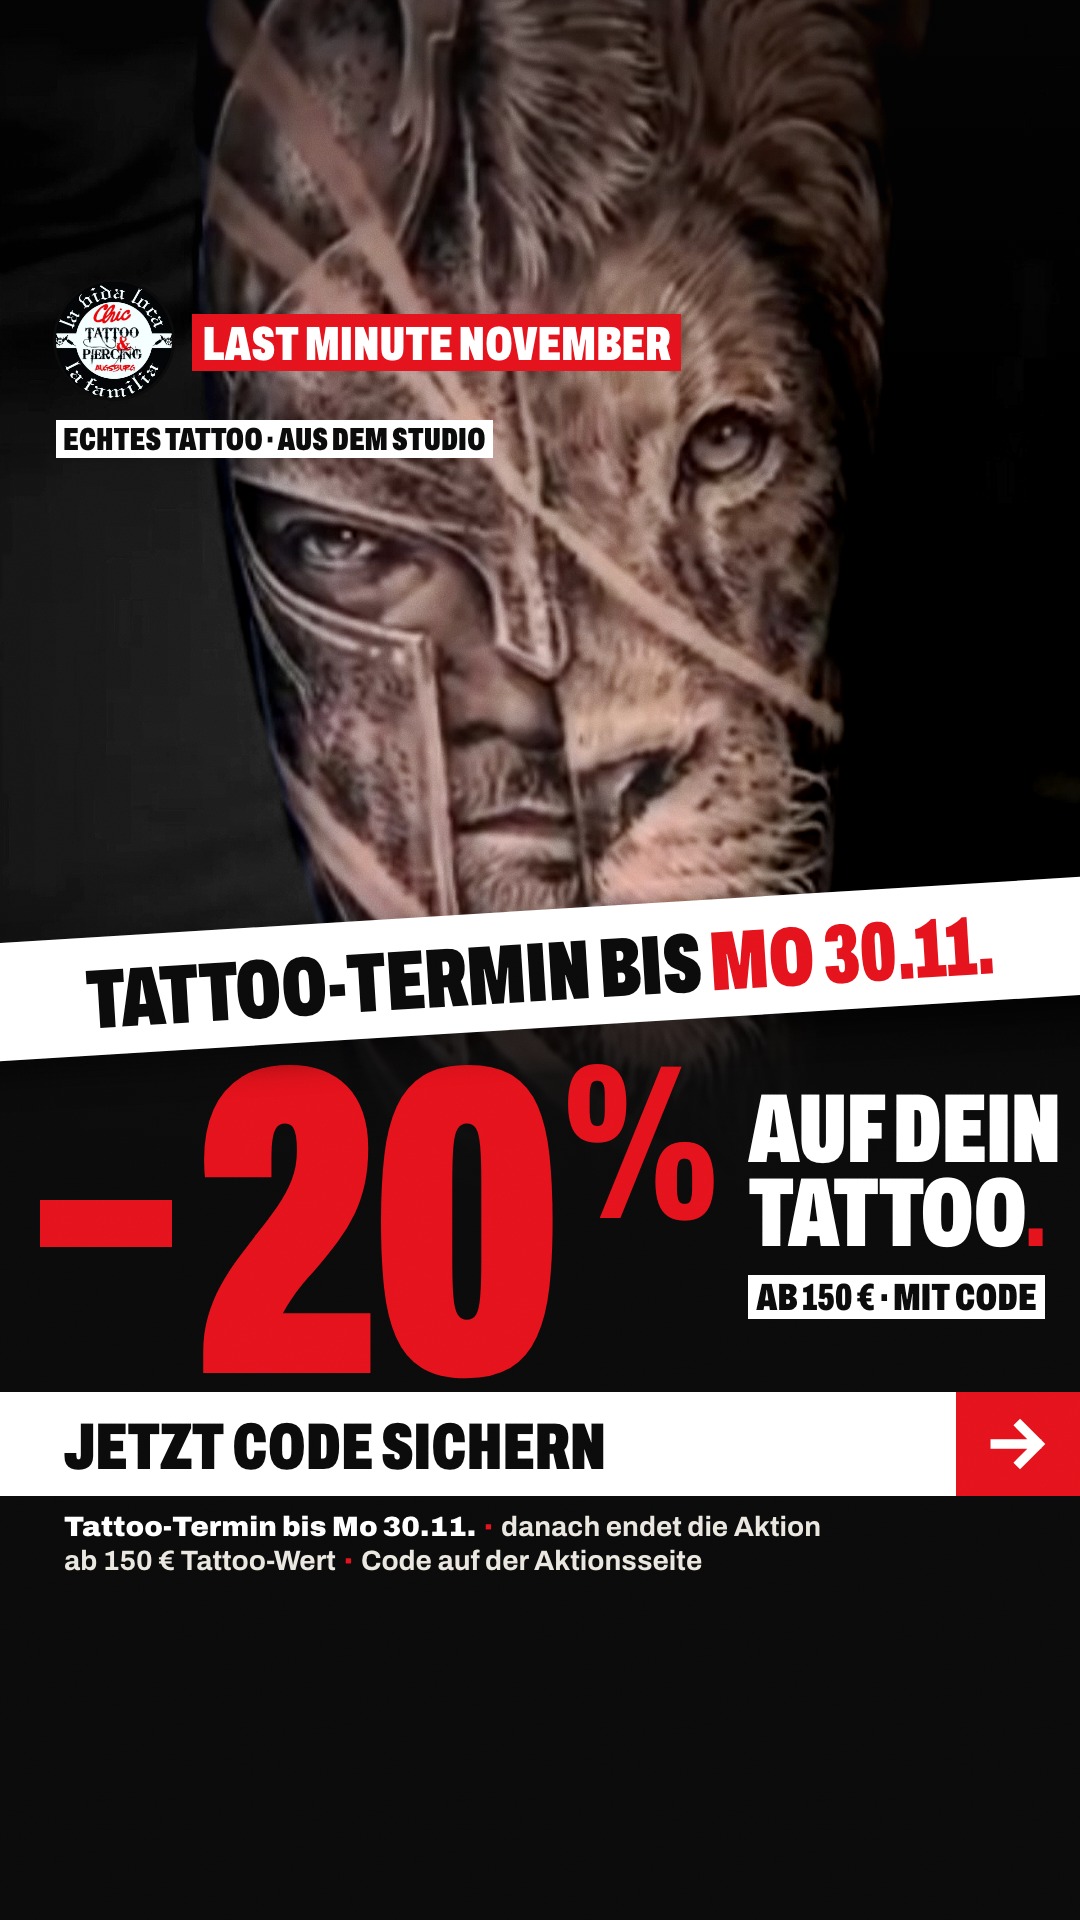 la vida loca
Chic
TATTOO
&
PIERCING
AUGSBURG
la familia
LAST MINUTE NOVEMBER
ECHTES TATTOO · AUS DEM STUDIO
TATTOO-TERMIN BIS MO 30.11.
-20%
AUF DEIN
TATTOO.
AB 150 € · MIT CODE
JETZT CODE SICHERN
Tattoo-Termin bis Mo 30.11. · danach endet die Aktion
ab 150 € Tattoo-Wert · Code auf der Aktionsseite